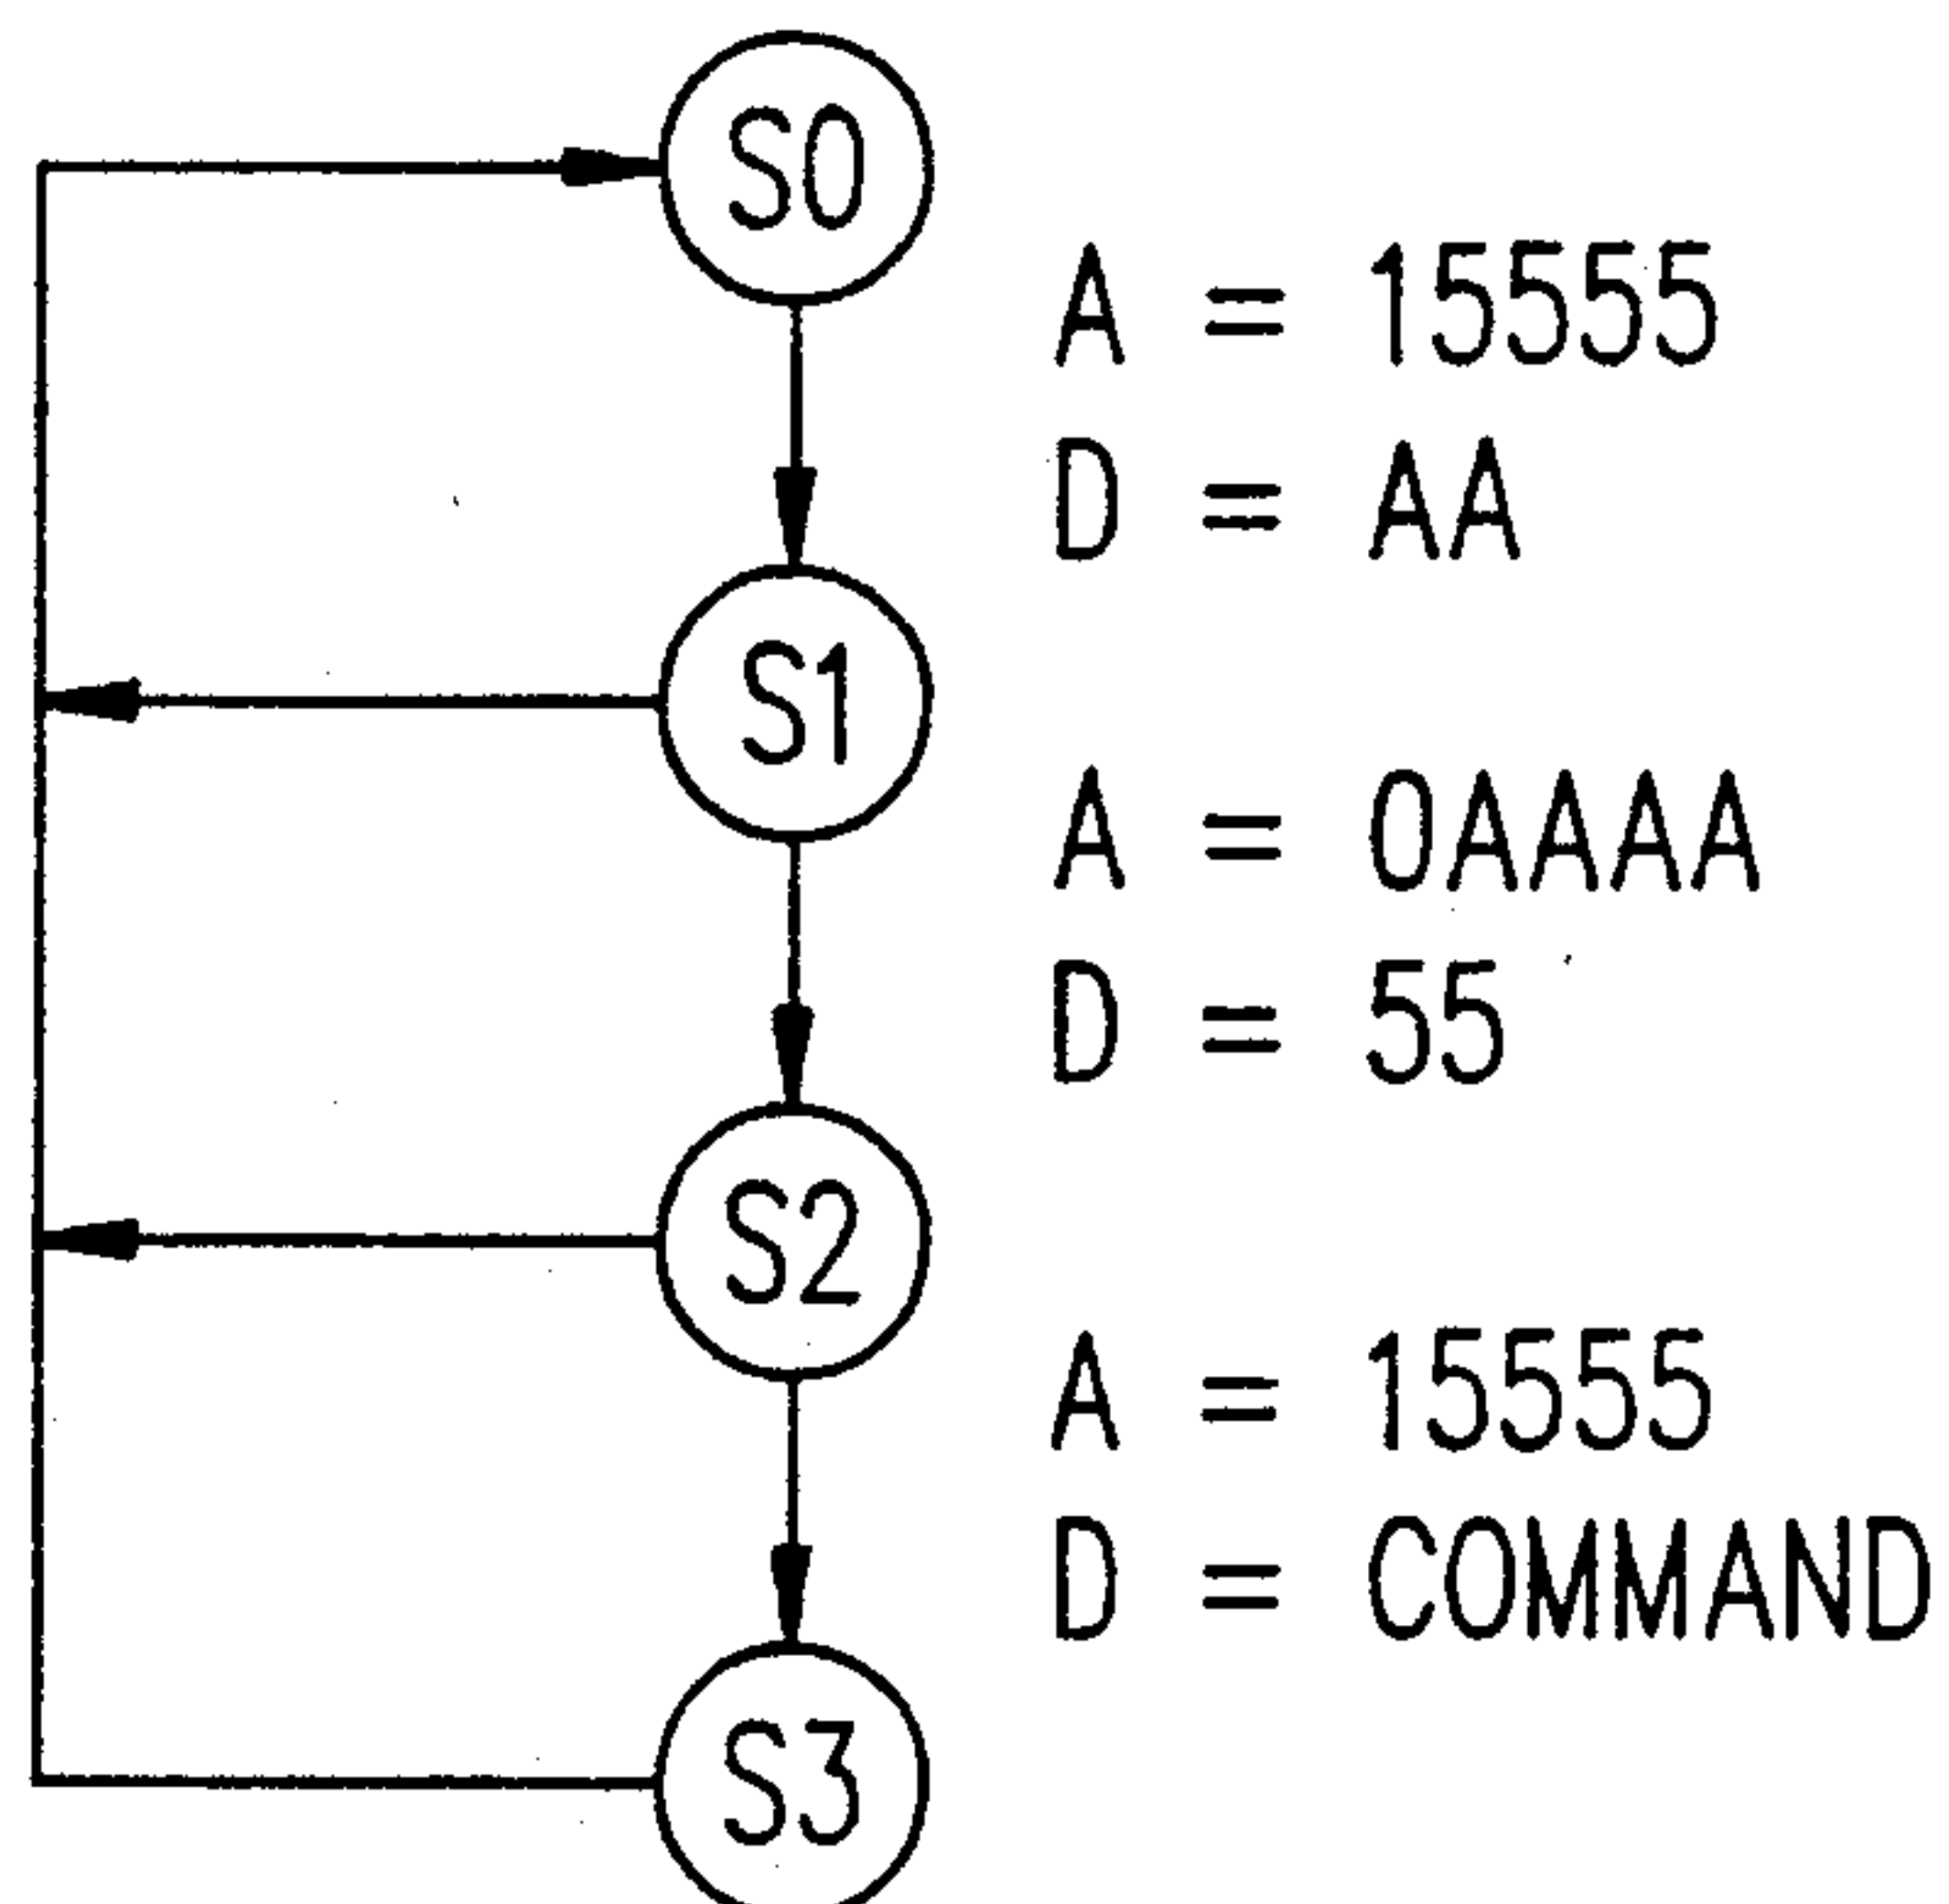 S0
A = 15555
D = AA
S1
A = 0AAAA
D = 55
S2
A = 15555
D = COMMAND
S3